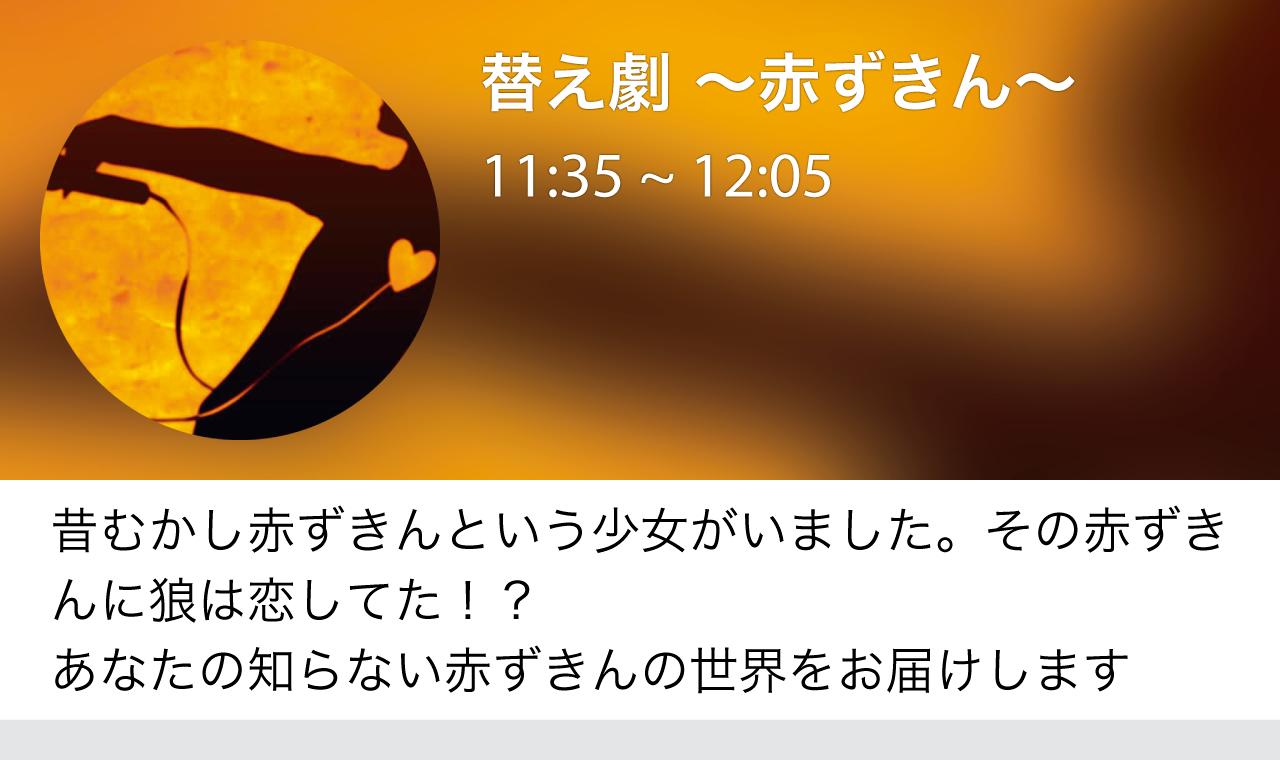 替え劇 〜赤ずきん〜
11:35 ~ 12:05
昔むかし赤ずきんという少女がいました。その赤ずき
んに狼は恋してた！？
あなたの知らない赤ずきんの世界をお届けします